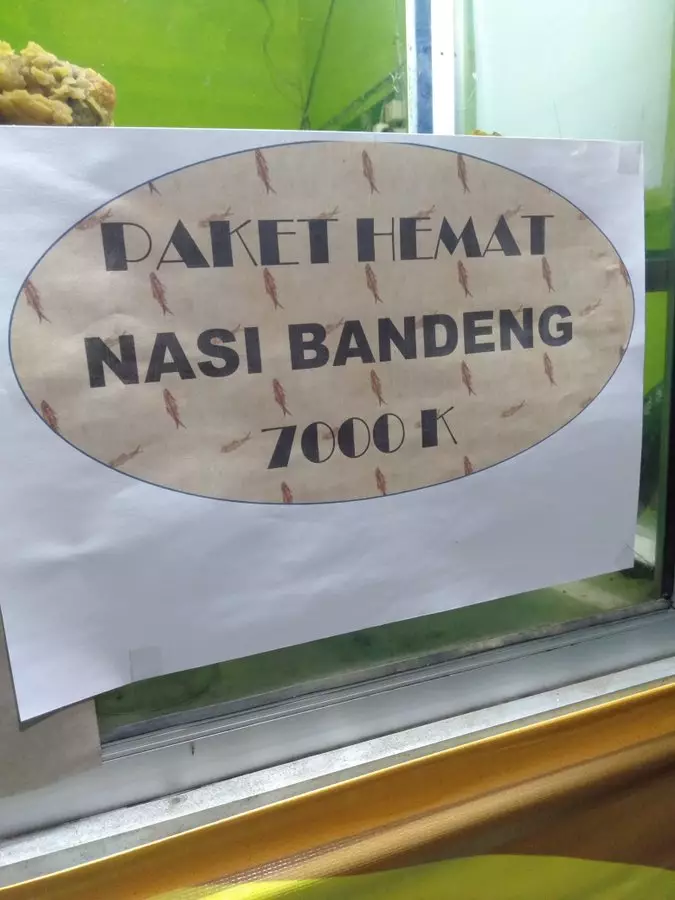 PAKET HEMAT
NASI BANDENG
7000 K